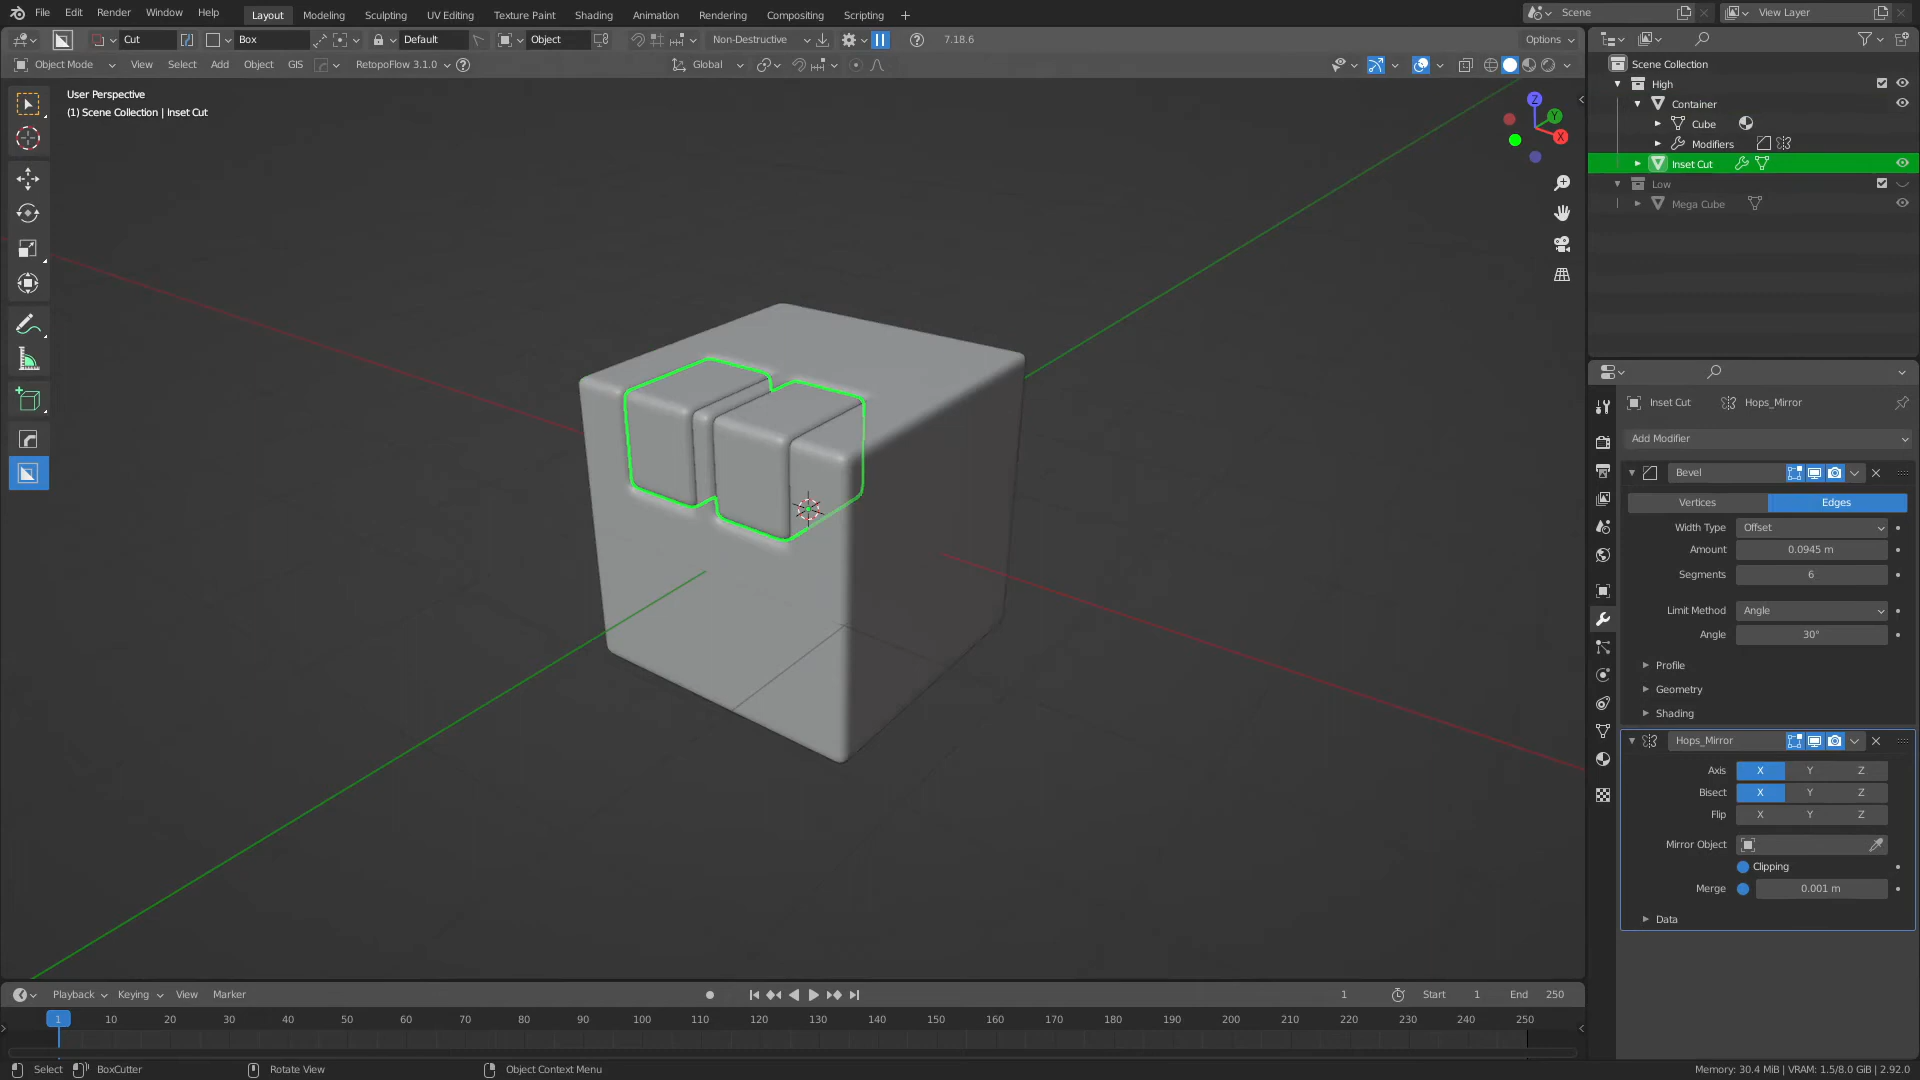 File Edit Render Window Help Layout Modeling Sculpting UV Editing Texture Paint Shading Animation Rendering Compositing Scripting Scene View Layer
Cut Box Default Object Non-Destructive 7.18.6 Options
Object Mode View Select Add Object GIS RetopoFlow 3.1.0 Global
User Perspective
(1) Scene Collection | Inset Cut
Z
Y
X
Scene Collection
High
Container
Cube
Modifiers
Inset Cut
Low
Mega Cube
Inset Cut Hops_Mirror
Add Modifier
Bevel
Vertices Edges
Width Type Offset
Amount 0.0945 m
Segments 6
Limit Method Angle
Angle 30°
Profile
Geometry
Shading
Hops_Mirror
Axis X Y Z
Bisect X Y Z
Flip X Y Z
Mirror Object
Clipping
Merge 0.001 m
Data
Playback Keying View Marker 1 Start 1 End 250
1 10 20 30 40 50 60 70 80 90 100 110 120 130 140 150 160 170 180 190 200 210 220 230 240 250
Select BoxCutter Rotate View Object Context Menu Memory: 30.4 MiB | VRAM: 1.5/8.0 GiB | 2.92.0